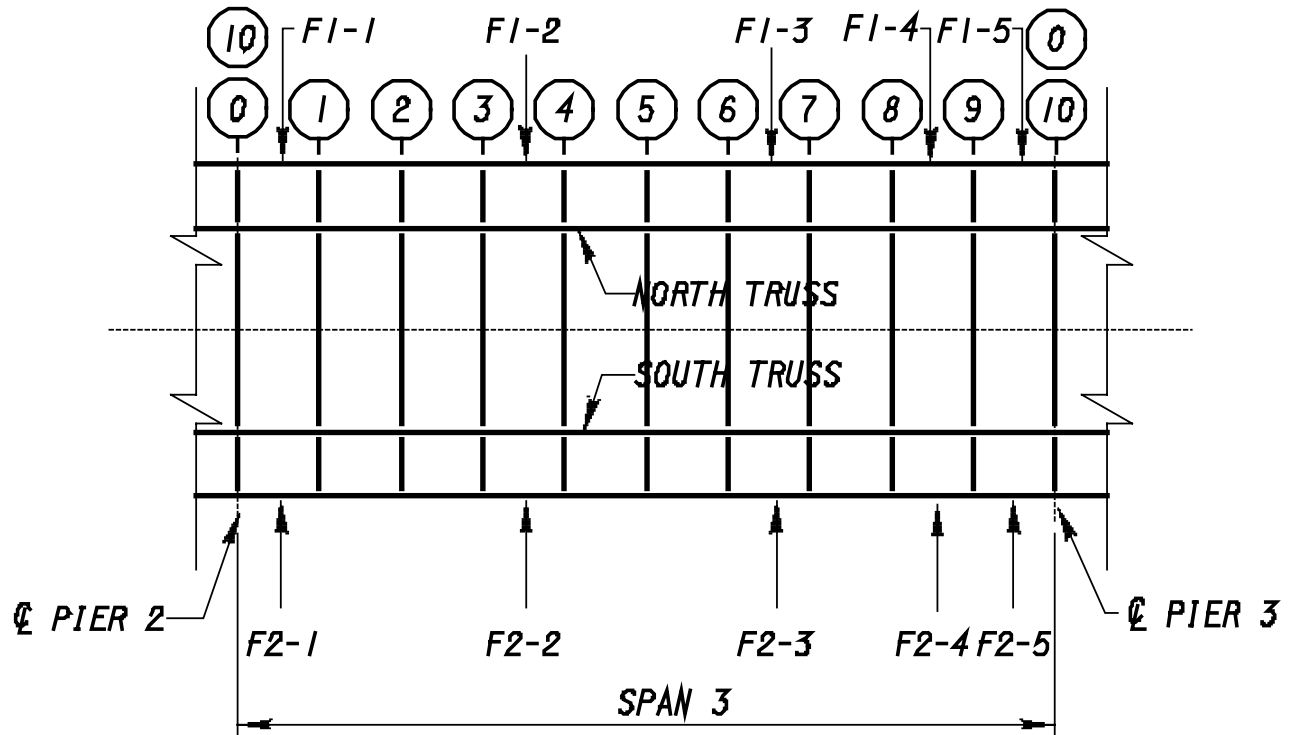 10 F1-1 F1-2 F1-3 F1-4 F1-5 0
0 1 2 3 4 5 6 7 8 9 10
NORTH TRUSS
SOUTH TRUSS
℄ PIER 2 ℄ PIER 3
F2-1 F2-2 F2-3 F2-4 F2-5
SPAN 3